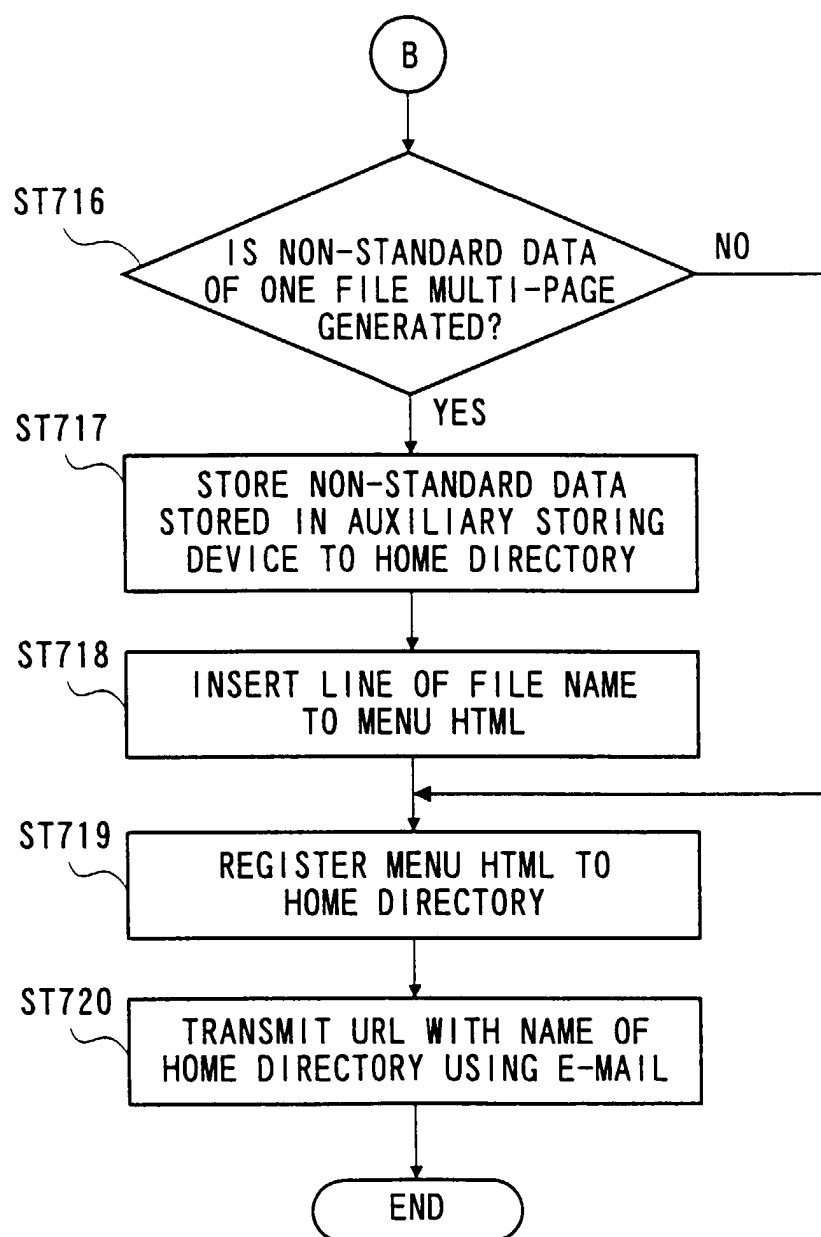 B
ST716
IS NON-STANDARD DATA
OF ONE FILE MULTI-PAGE
GENERATED?
NO
YES
ST717
STORE NON-STANDARD DATA
STORED IN AUXILIARY STORING
DEVICE TO HOME DIRECTORY
ST718
INSERT LINE OF FILE NAME
TO MENU HTML
ST719
REGISTER MENU HTML TO
HOME DIRECTORY
ST720
TRANSMIT URL WITH NAME OF
HOME DIRECTORY USING E-MAIL
END